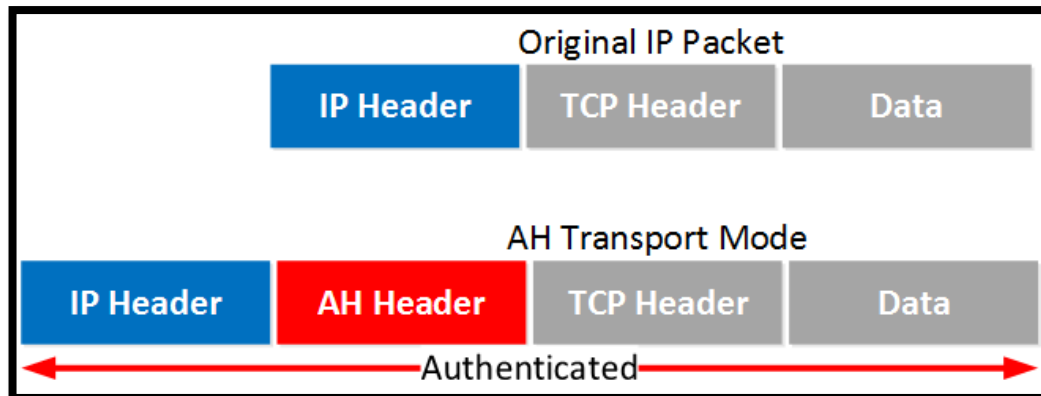 Original IP Packet
IP Header TCP Header Data
AH Transport Mode
IP Header AH Header TCP Header Data
Authenticated